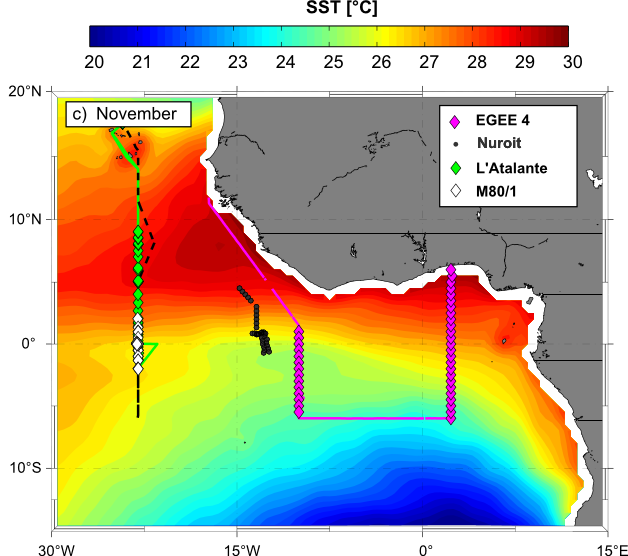 SST [°C]
20 21 22 23 24 25 26 27 28 30
20°N
c) November
EGEE 4
Nuroit
L'Atalante
M80/1
10°N
0°
10°S
30°W 15°W 0° 15°E